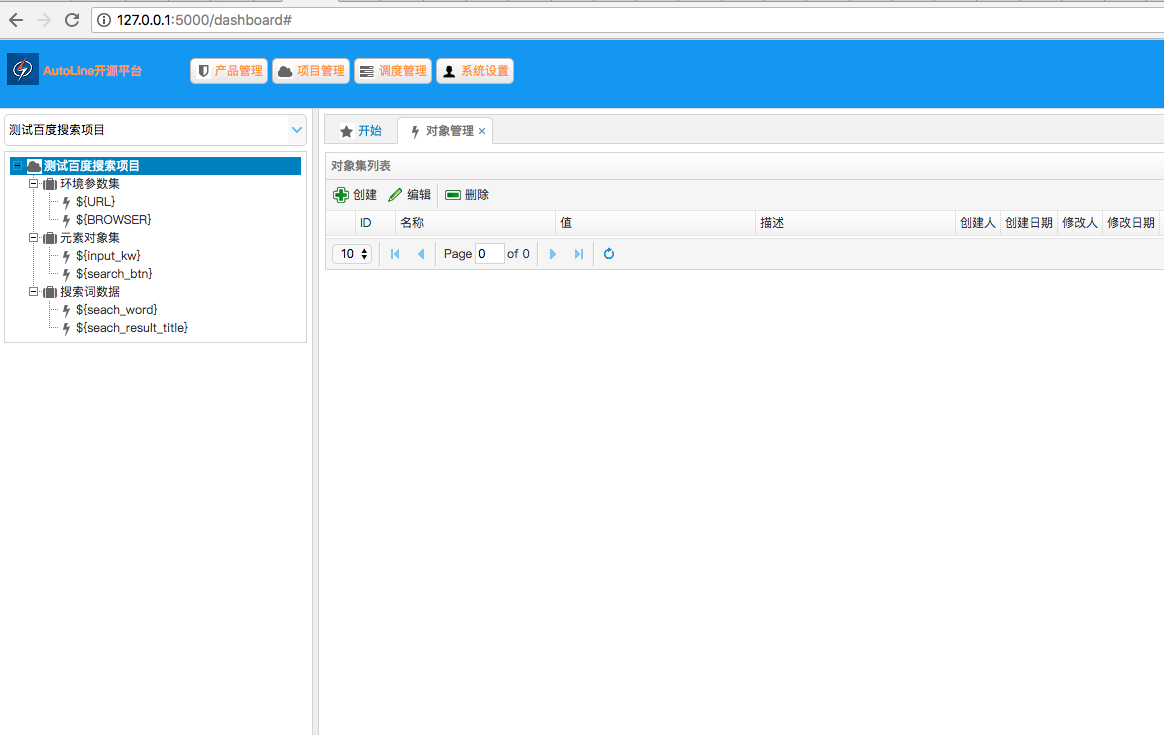 127.0.0.1:5000/dashboard#
AutoLine开源平台
产品管理 项目管理 调度管理 系统设置
测试百度搜索项目
测试百度搜索项目
环境参数集
${URL}
${BROWSER}
元素对象集
${input_kw}
${search_btn}
搜索词数据
${seach_word}
${seach_result_title}
开始 对象管理 ×
对象集列表
创建 编辑 删除
ID 名称 值 描述 创建人 创建日期 修改人 修改日期
10 Page 0 of 0